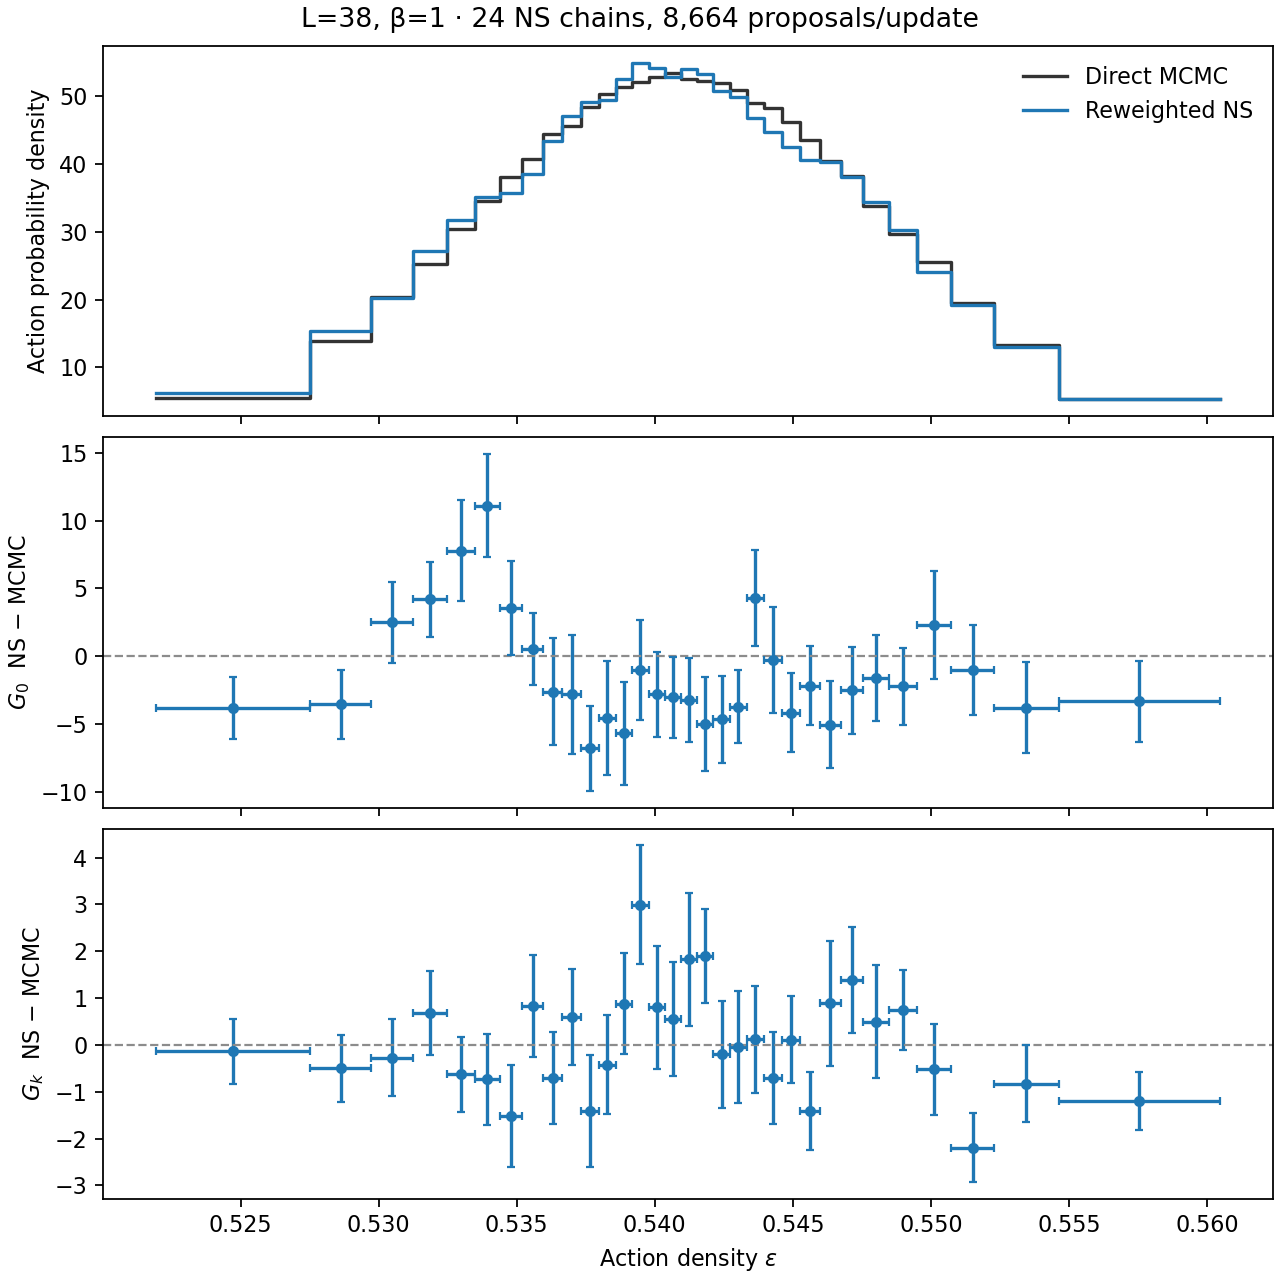 L=38, β=1 · 24 NS chains, 8,664 proposals/update
Action probability density
50
40
30
20
10
Direct MCMC
Reweighted NS
G₀ NS − MCMC
15
10
5
0
−5
−10
Gₖ NS − MCMC
4
3
2
1
0
−1
−2
−3
0.525 0.530 0.535 0.540 0.545 0.550 0.555 0.560
Action density ε